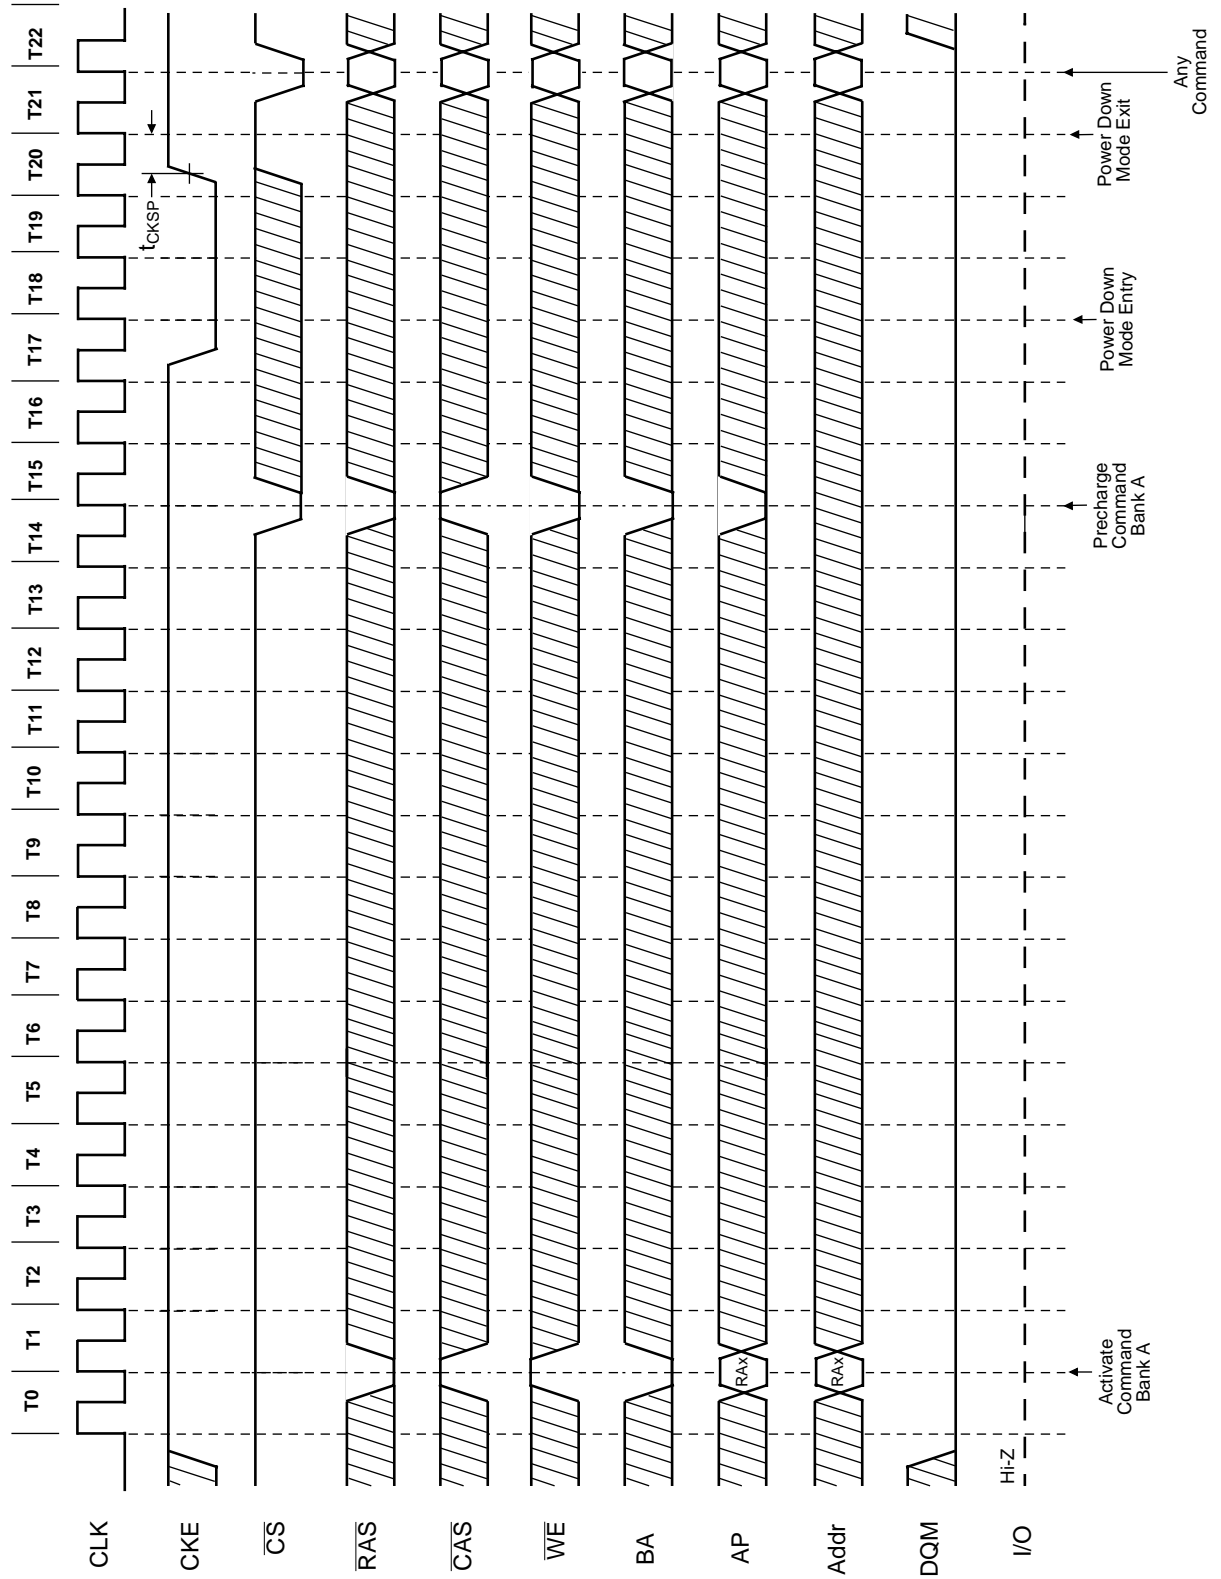 T0 T1 T2 T3 T4 T5 T6 T7 T8 T9 T10 T11 T12 T13 T14 T15 T16 T17 T18 T19 T20 T21 T22
CLK
CKE
tCKSP
CS
RAS
CAS
WE
BA
AP
RAx
Addr
RAx
DQM
I/O
Hi-Z
Activate
Command
Bank A
Precharge
Command
Bank A
Power Down
Mode Entry
Power Down
Mode Exit
Any
Command